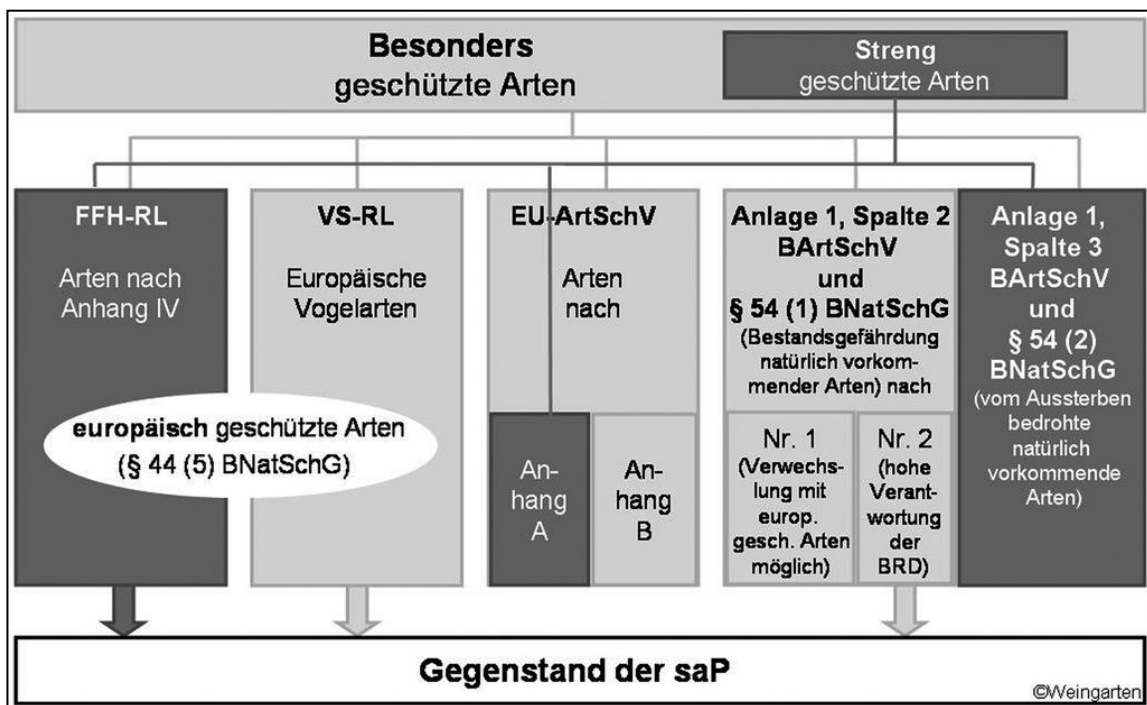 Besonders
geschützte Arten
Streng
geschützte Arten
FFH-RL
Arten nach
Anhang IV
VS-RL
Europäische
Vogelarten
europäisch geschützte Arten
(§ 44 (5) BNatSchG)
EU-ArtSchV
Arten
nach
An-
hang
A
An-
hang
B
Anlage 1, Spalte 2
BArtSchV
und
§ 54 (1) BNatSchG
(Bestandsgefährdung
natürlich vorkom-
mender Arten) nach
Nr. 1
(Verwechs-
lung mit
europ.
gesch. Arten
möglich)
Nr. 2
(hohe
Verant-
wortung
der
BRD)
Anlage 1,
Spalte 3
BArtSchV
und
§ 54 (2)
BNatSchG
(vom Aussterben
bedrohte
natürlich
vorkommende
Arten)
Gegenstand der saP
©Weingarten